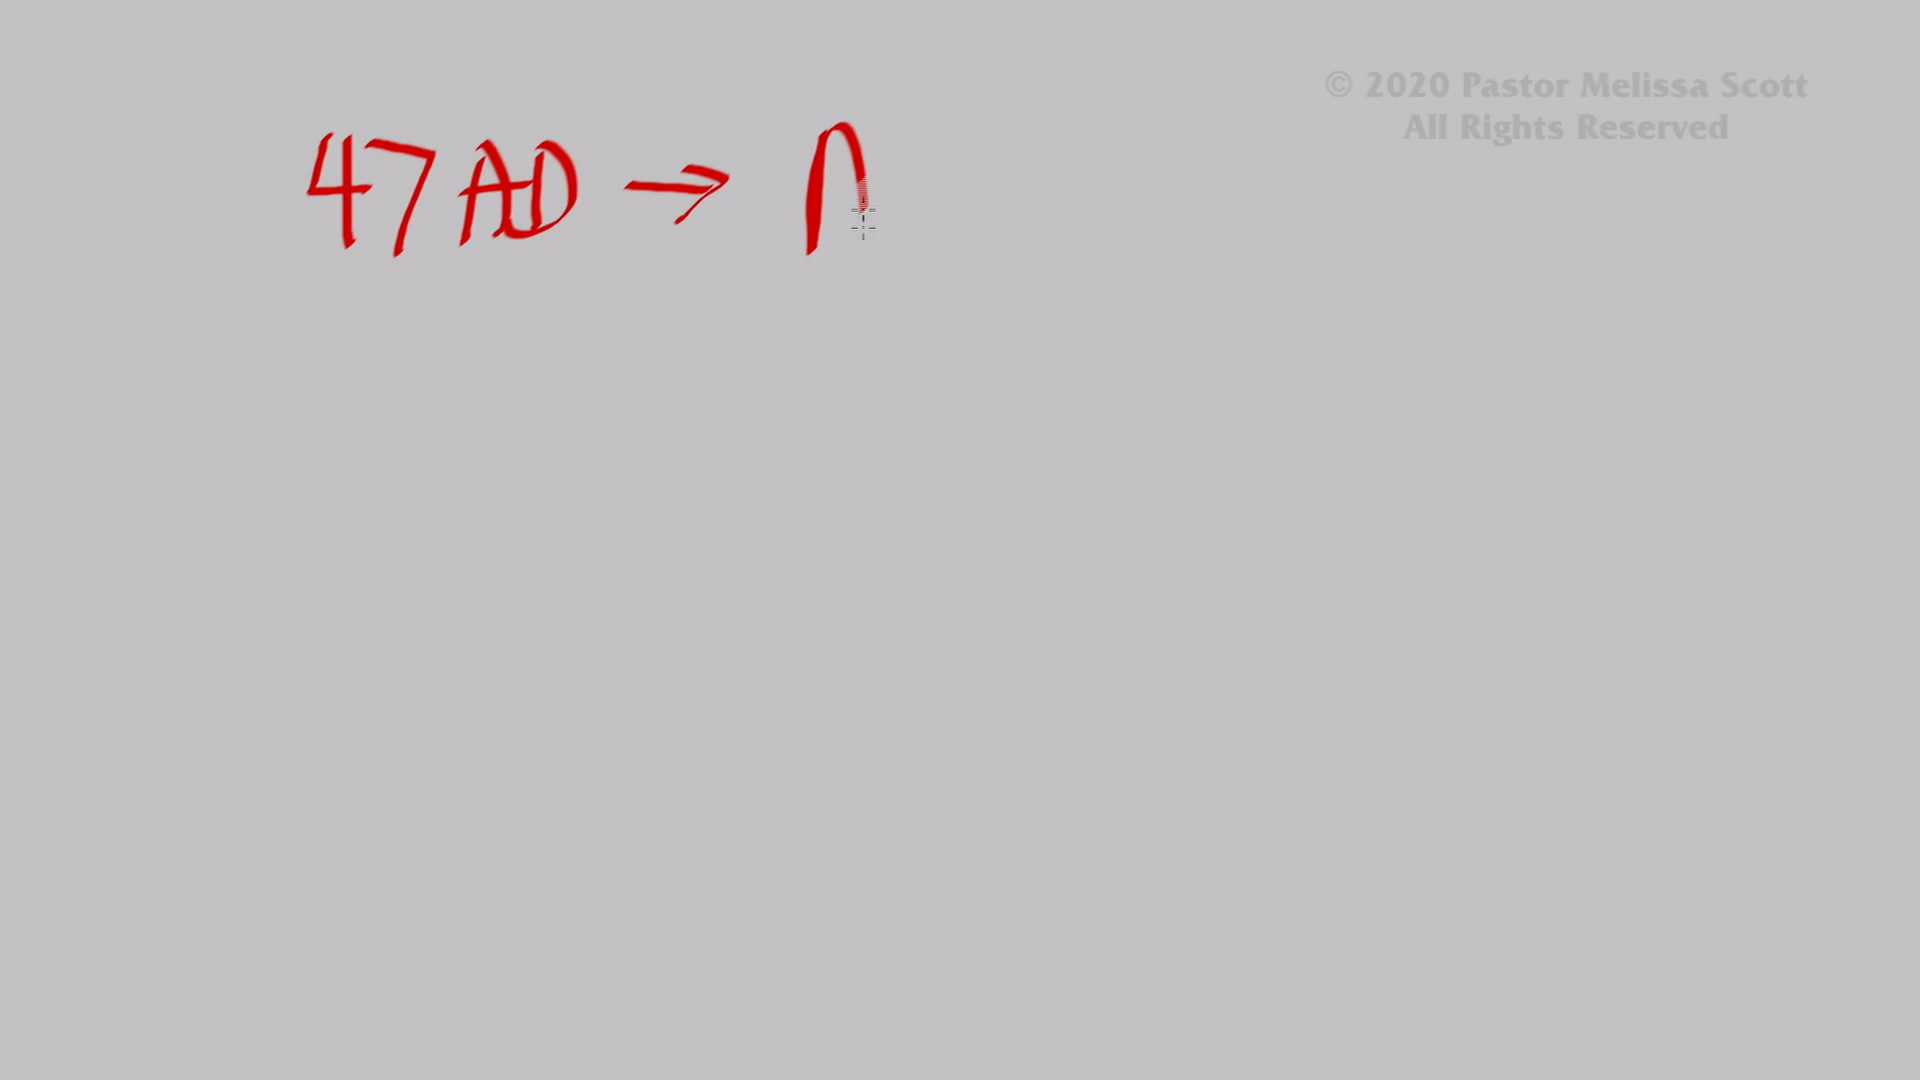 47 AD →
© 2020 Pastor Melissa Scott
All Rights Reserved